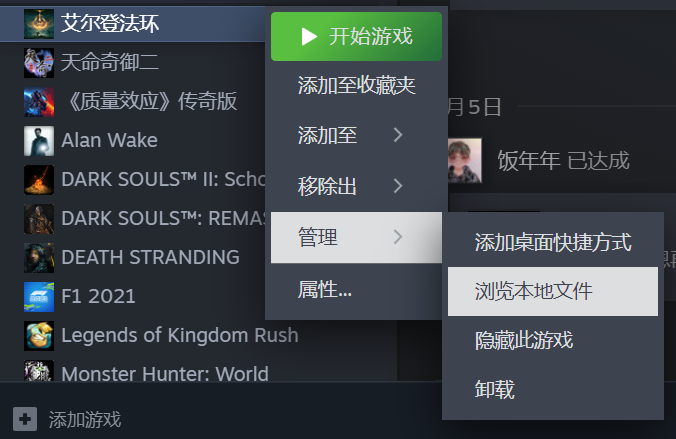 艾尔登法环
天命奇御二
《质量效应》传奇版
Alan Wake
DARK SOULS™ II: Scho
DARK SOULS™: REMAS
DEATH STRANDING
F1 2021
Legends of Kingdom Rush
Monster Hunter: World
添加游戏
开始游戏
添加至收藏夹
添加至
移除出
管理
属性...
月5日
饭年年 已达成
添加桌面快捷方式
浏览本地文件
隐藏此游戏
卸载